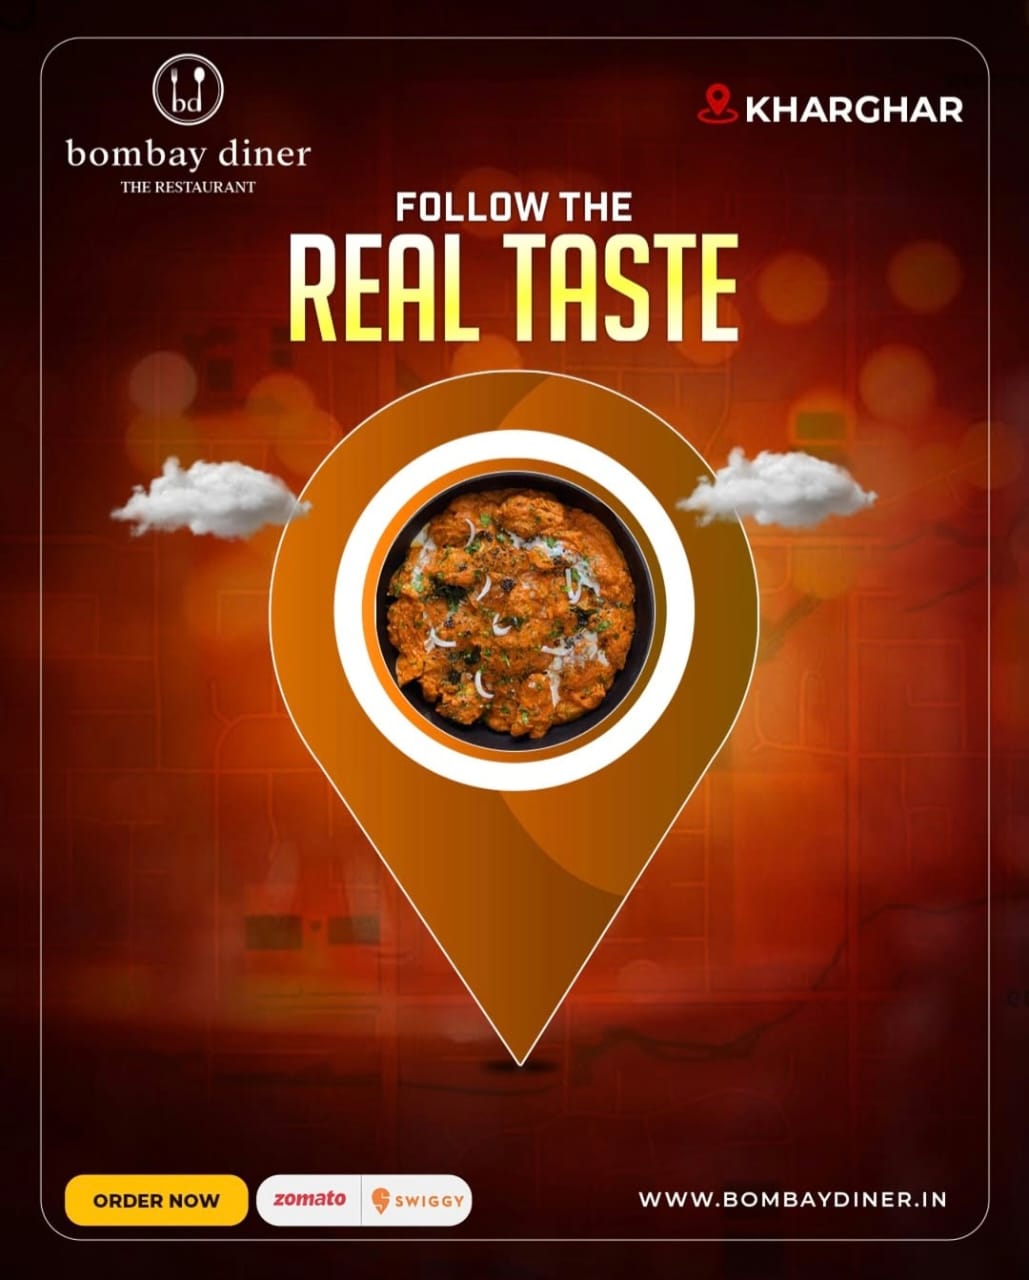 bd
bombay diner
THE RESTAURANT
KHARGHAR
FOLLOW THE
REAL TASTE
ORDER NOW
zomato
SWIGGY
WWW.BOMBAYDINER.IN